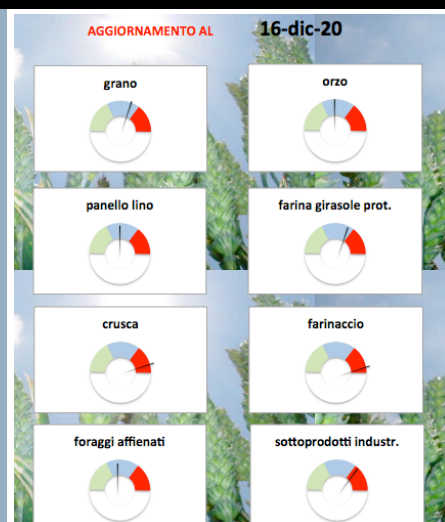 AGGIORNAMENTO AL 16-dic-20
grano
orzo
panello lino
farina girasole prot.
crusca
farinaccio
foraggi affienati
sottoprodotti industr.